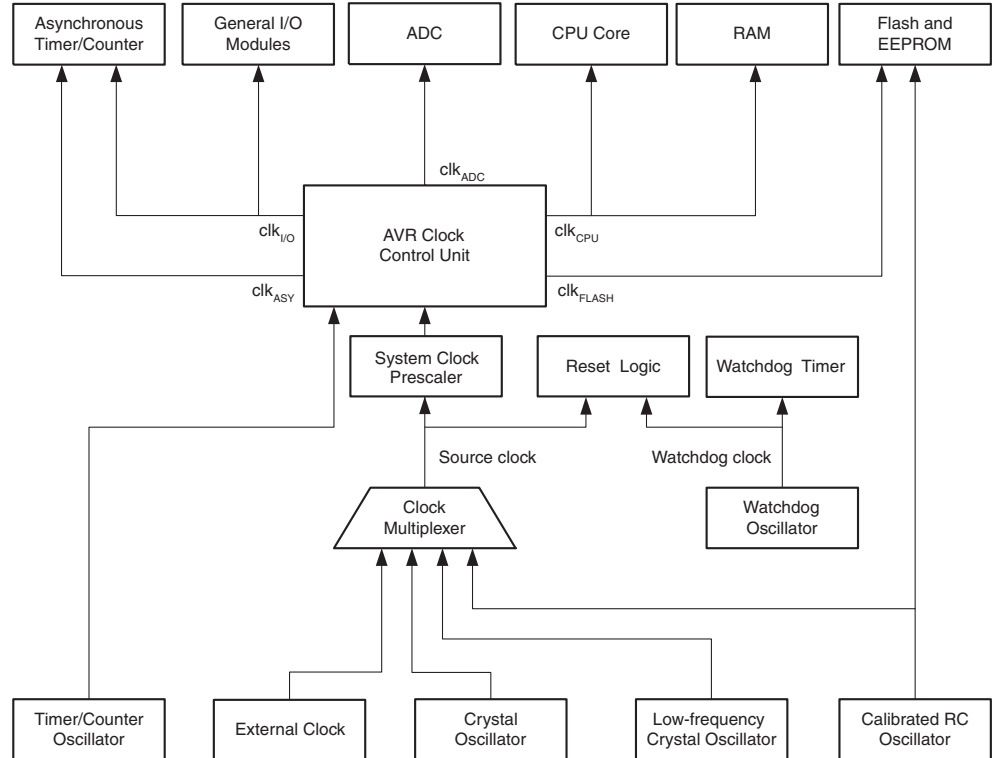 Asynchronous
Timer/Counter
General I/O
Modules
ADC
CPU Core
RAM
Flash and
EEPROM
clkADC
AVR Clock
Control Unit
clkI/O
clkCPU
clkASY
clkFLASH
System Clock
Prescaler
Reset Logic
Watchdog Timer
Source clock
Watchdog clock
Clock
Multiplexer
Watchdog
Oscillator
Timer/Counter
Oscillator
External Clock
Crystal
Oscillator
Low-frequency
Crystal Oscillator
Calibrated RC
Oscillator